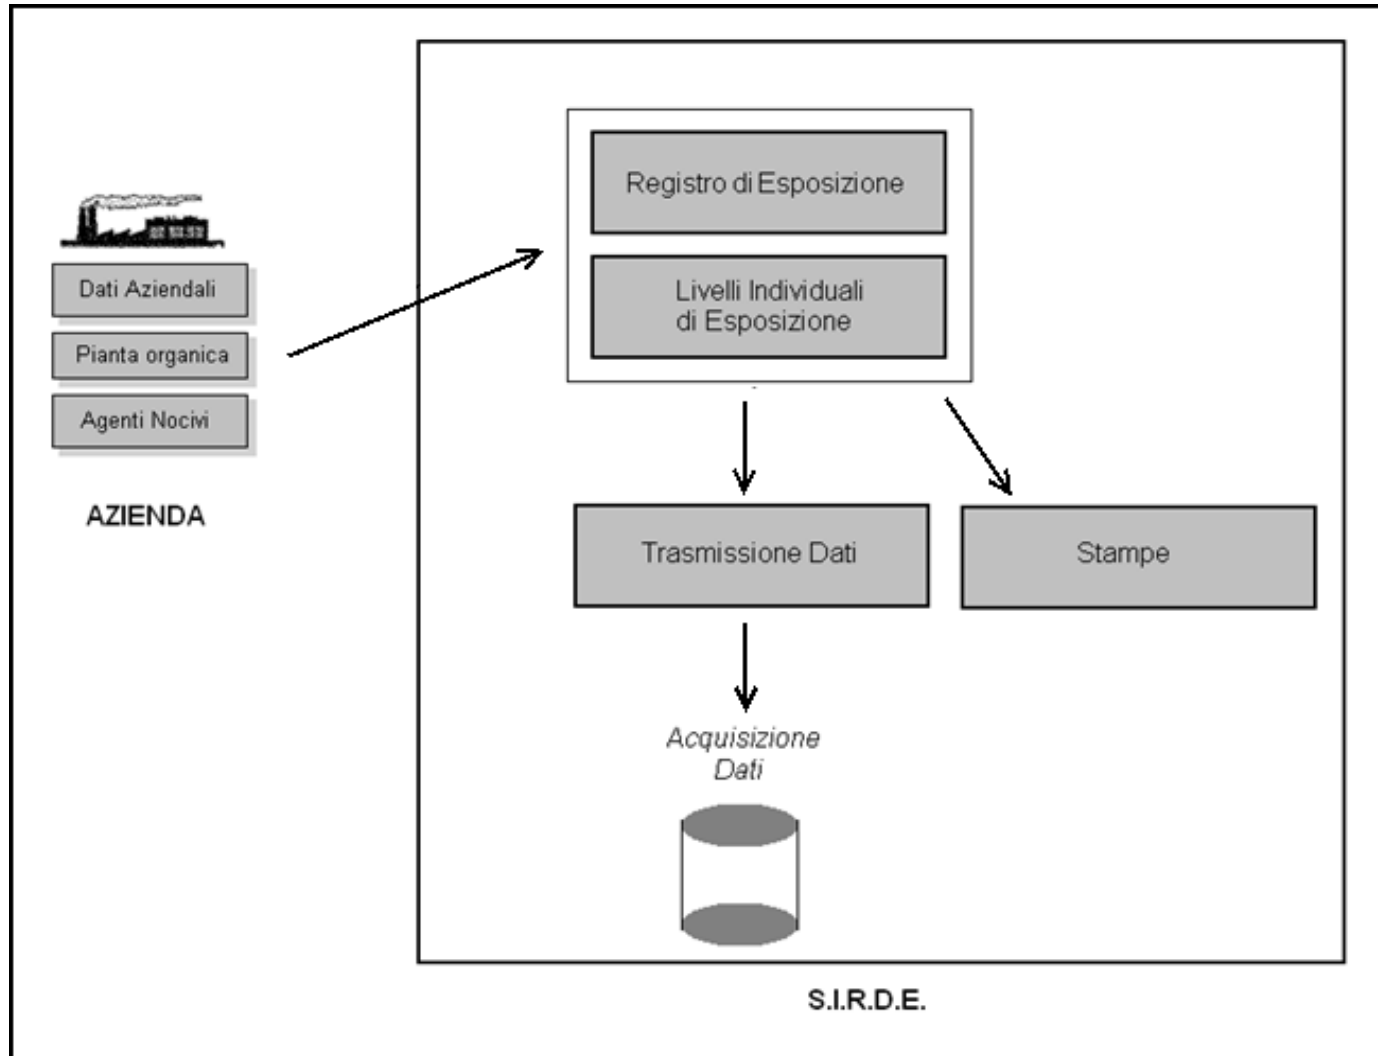 Registro di Esposizione
Livelli Individuali
di Esposizione
Dati Aziendali
Pianta organica
Agenti Nocivi
AZIENDA
Trasmissione Dati
Stampe
Acquisizione
Dati
S.I.R.D.E.